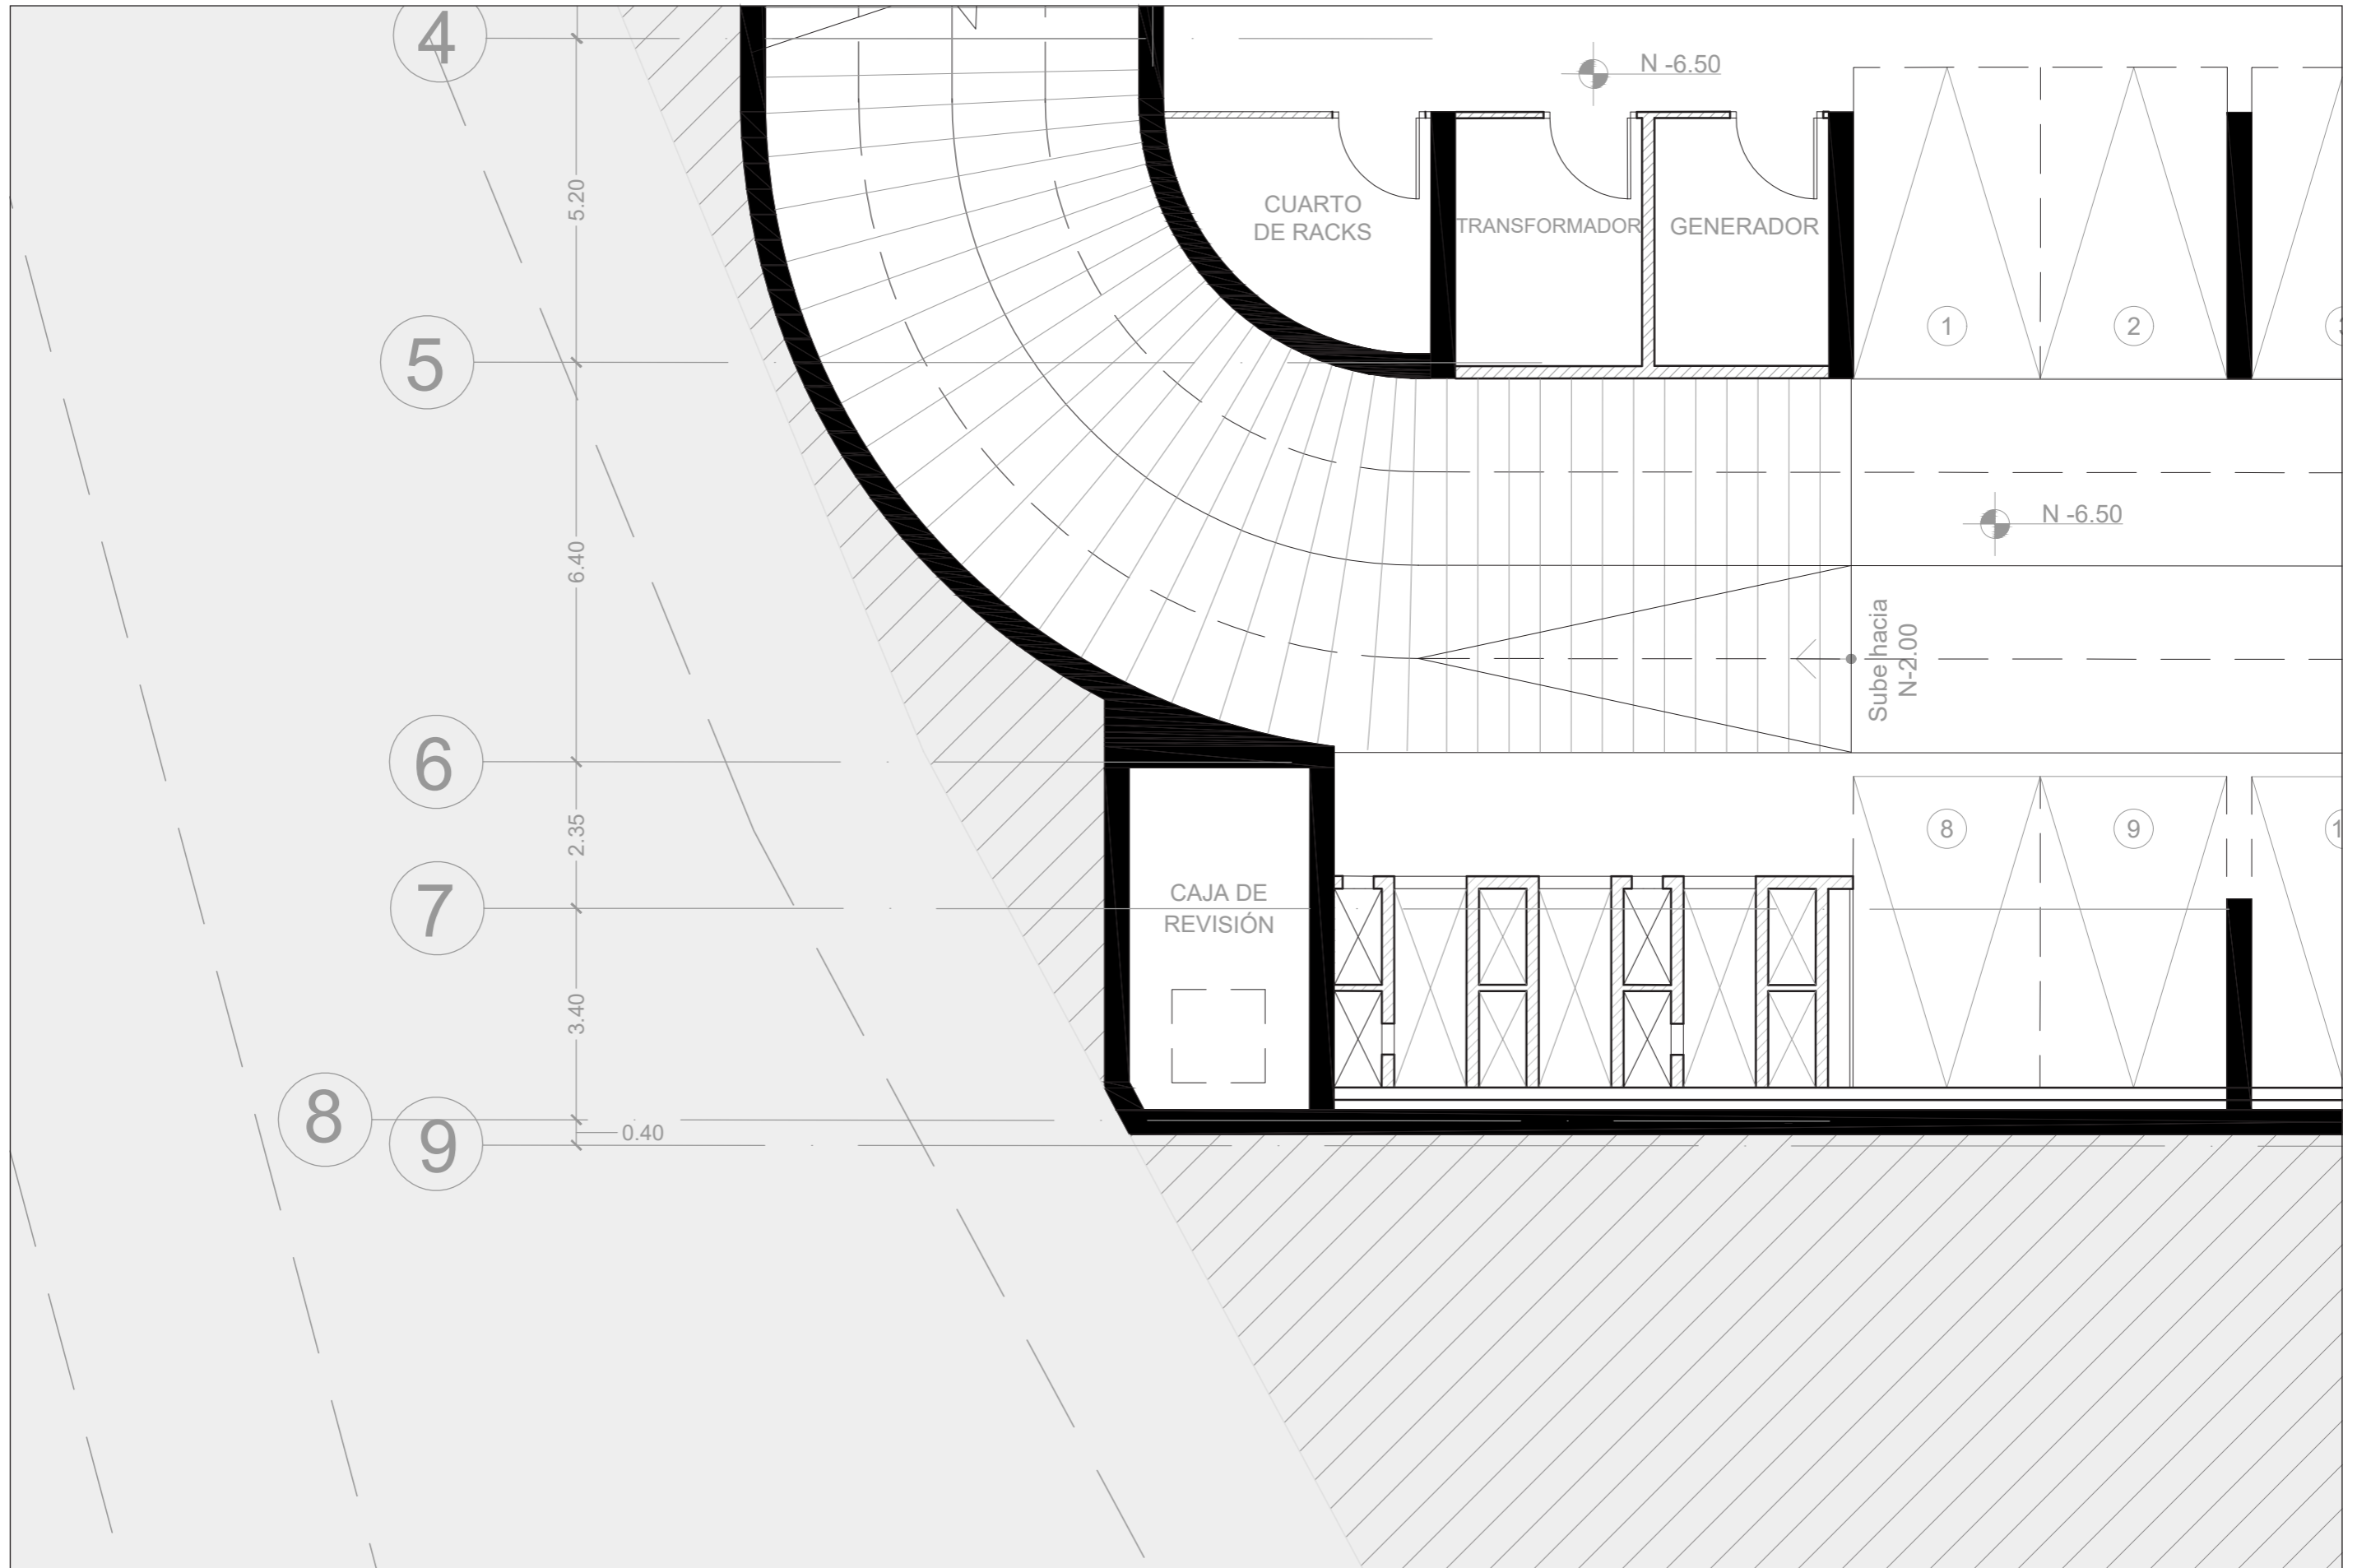 4
N -6.50
5.20
CUARTO
DE RACKS
TRANSFORMADOR
GENERADOR
1
2
5
N -6.50
6.40
Sube hacia
N-2.00
6
2.35
8
9
7
CAJA DE
REVISIÓN
3.40
8
0.40
9